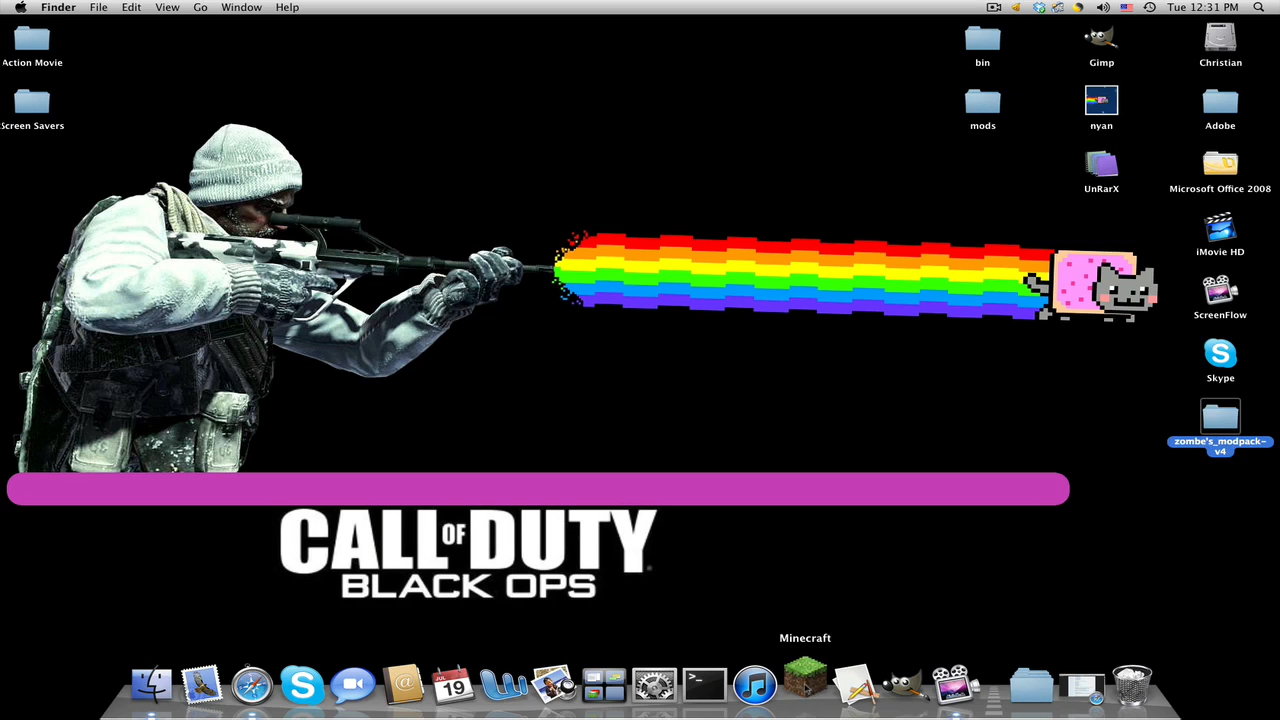 Finder File Edit View Go Window Help
Tue 12:31 PM
Action Movie
Screen Savers
bin
Gimp
Christian
mods
nyan
Adobe
UnRarX
Microsoft Office 2008
iMovie HD
ScreenFlow
Skype
zombe's_modpack-
v4
CALL OF DUTY
BLACK OPS
Minecraft
JUL
19